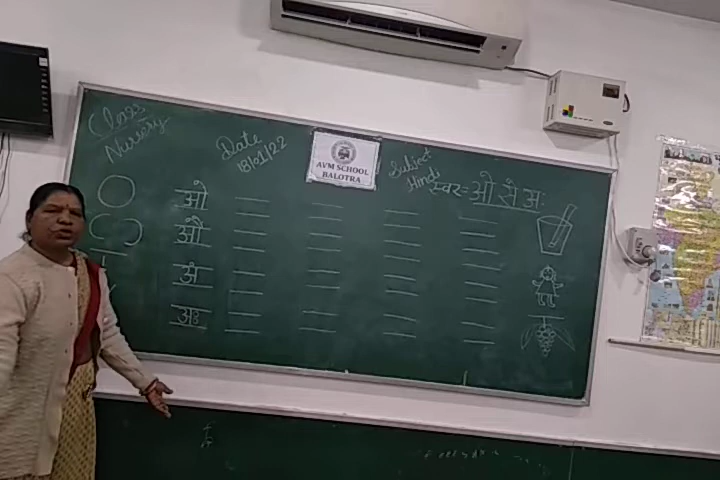 Class
Nursery
Date
18/01/22
AVM SCHOOL
BALOTRA
Subject
Hindi
स्वर- ओ से अः
ओ
औ
अं
अः